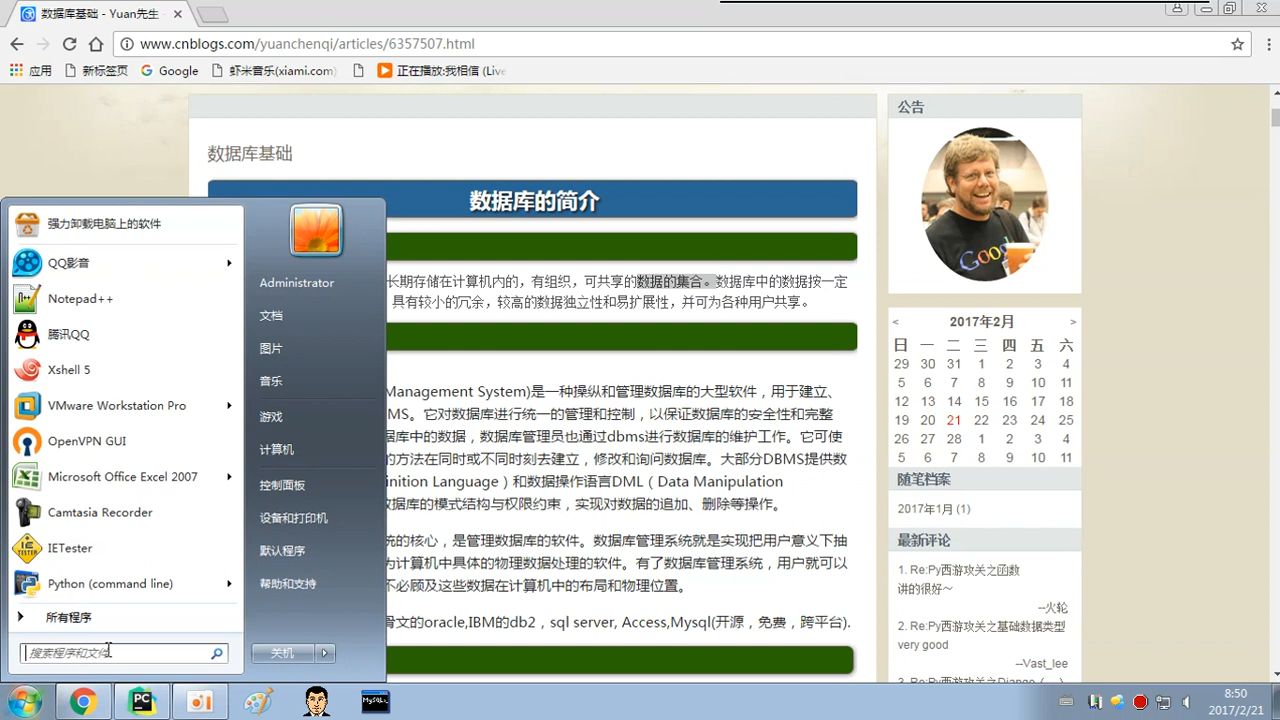 数据库基础 - Yuan先生
www.cnblogs.com/yuanchenqi/articles/6357507.html
应用
新标签页
Google
虾米音乐(xiami.com)
正在播放:我相信 (Live
数据库基础
数据库的简介
长期存储在计算机内的，有组织，可共享的数据的集合。数据库中的数据按一定
具有较小的冗余，较高的数据独立性和易扩展性，并可为各种用户共享。
Management System)是一种操纵和管理数据库的大型软件，用于建立、
MS。它对数据库进行统一的管理和控制，以保证数据库的安全性和完整
据库中的数据，数据库管理员也通过dbms进行数据库的维护工作。它可使
的方法在同时或不同时刻去建立，修改和询问数据库。大部分DBMS提供数
inition Language）和数据操作语言DML（Data Manipulation
数据库的模式结构与权限约束，实现对数据的追加、删除等操作。
统的核心，是管理数据库的软件。数据库管理系统就是实现把用户意义下抽
为计算机中具体的物理数据处理的软件。有了数据库管理系统，用户就可以
不必顾及这些数据在计算机中的布局和物理位置。
骨文的oracle,IBM的db2，sql server, Access,Mysql(开源，免费，跨平台).
公告
Goo
< 2017年2月 >
日 一 二 三 四 五 六
29 30 31 1 2 3 4
5 6 7 8 9 10 11
12 13 14 15 16 17 18
19 20 21 22 23 24 25
26 27 28 1 2 3 4
5 6 7 8 9 10 11
随笔档案
2017年1月 (1)
最新评论
1. Re:Py西游攻关之函数
讲的很好～
--火轮
2. Re:Py西游攻关之基础数据类型
very good
--Vast_lee
3. Re:Py西游攻关之Django（一）
强力卸载电脑上的软件
QQ影音
Notepad++
腾讯QQ
Xshell 5
VMware Workstation Pro
OpenVPN GUI
Microsoft Office Excel 2007
Camtasia Recorder
IETester
Python (command line)
所有程序
搜索程序和文件
Administrator
文档
图片
音乐
游戏
计算机
控制面板
设备和打印机
默认程序
帮助和支持
关机
PC
MySQL
8:50
2017/2/21